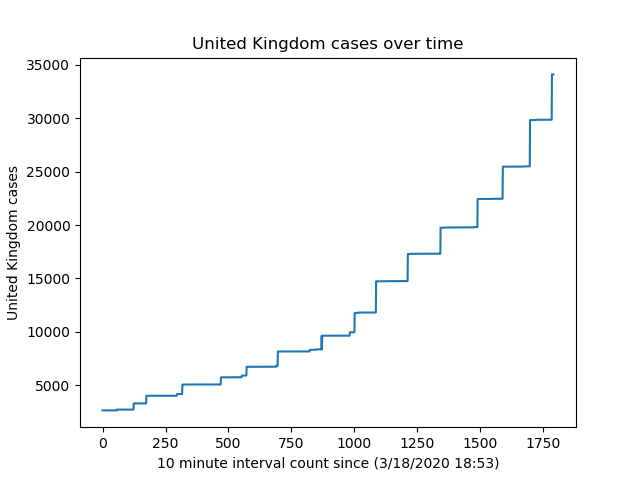 United Kingdom cases over time
35000
30000
25000
20000
15000
10000
5000
United Kingdom cases
0 250 500 750 1000 1250 1500 1750
10 minute interval count since (3/18/2020 18:53)